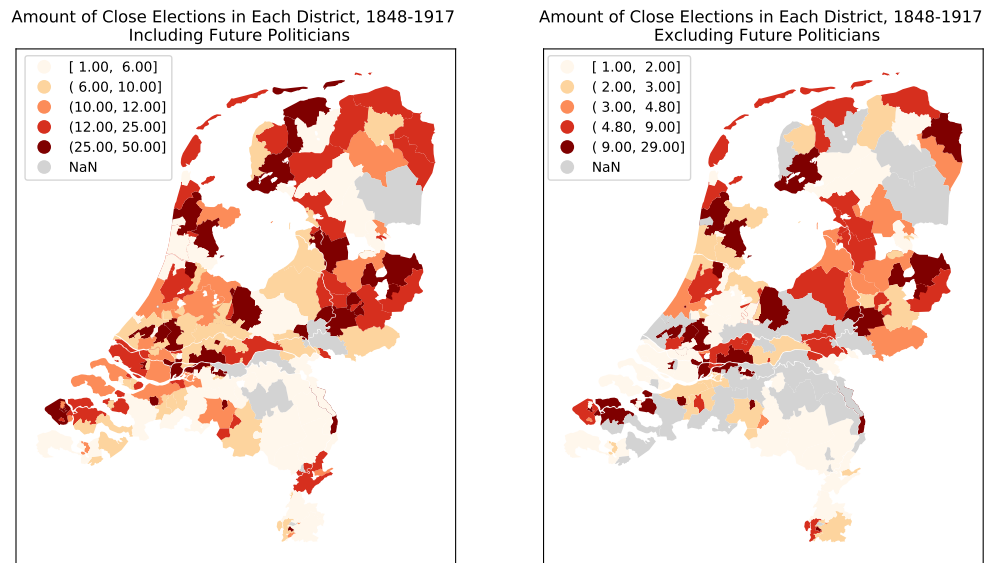 Amount of Close Elections in Each District, 1848-1917
Including Future Politicians
[ 1.00,  6.00]
( 6.00, 10.00]
(10.00, 12.00]
(12.00, 25.00]
(25.00, 50.00]
NaN
Amount of Close Elections in Each District, 1848-1917
Excluding Future Politicians
[ 1.00,  2.00]
( 2.00,  3.00]
( 3.00,  4.80]
( 4.80,  9.00]
( 9.00, 29.00]
NaN